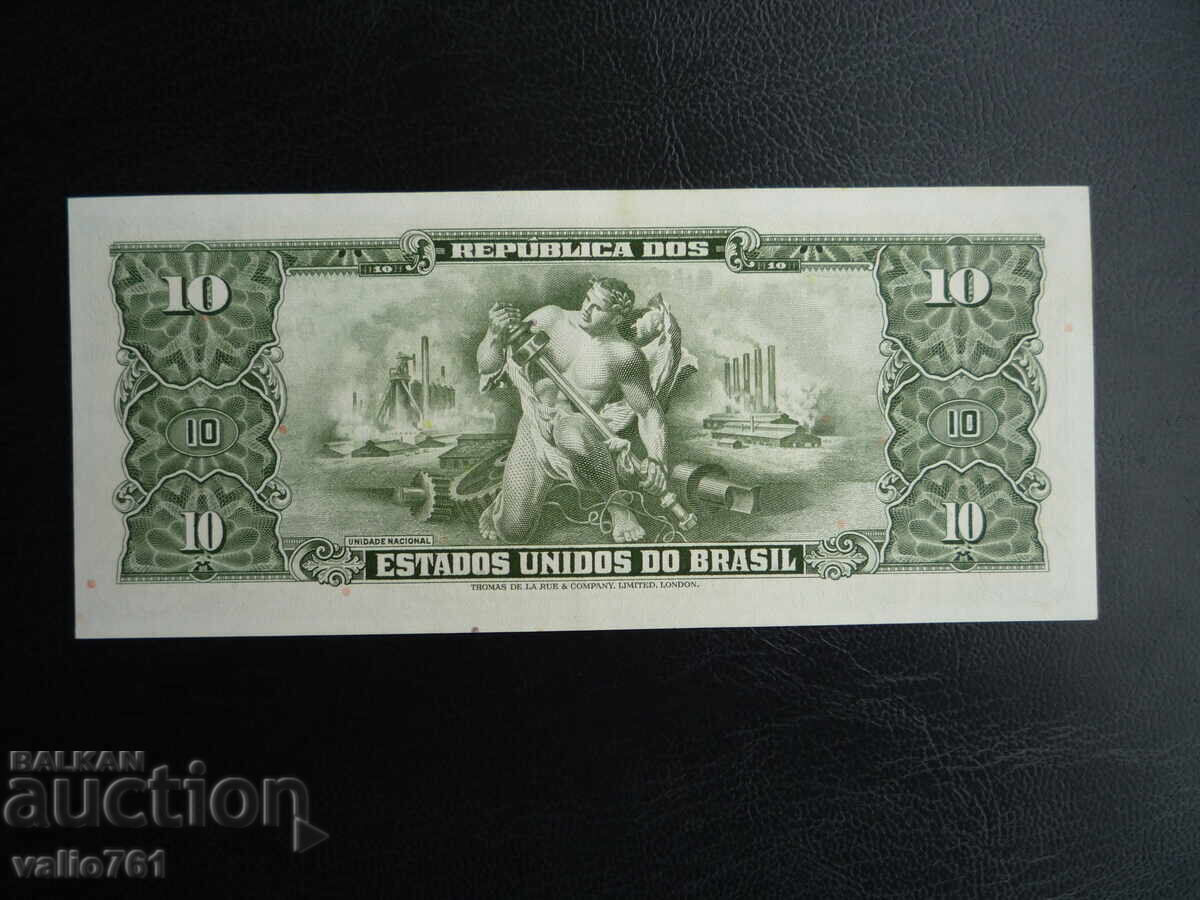 REPÚBLICA DOS
10 10
10 10
10 10
10 10
UNIDADE NACIONAL
ESTADOS UNIDOS DO BRASIL
THOMAS DE LA RUE & COMPANY, LIMITED, LONDON.
BALKAN
auction
valio761